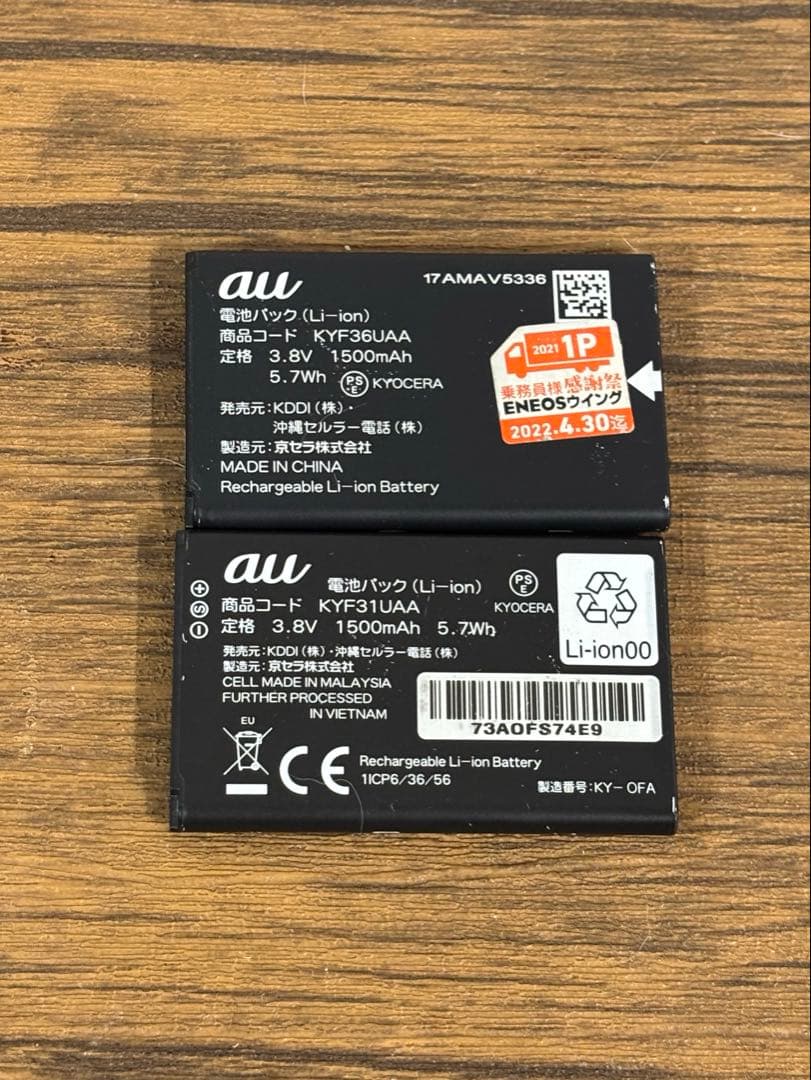 au
17AMAV5336
電池パック(Li-ion)
商品コード KYF36UAA
定格 3.8V 1500mAh
5.7Wh PSE KYOCERA
発売元:KDDI(株)・
沖縄セルラー電話(株)
製造元:京セラ株式会社
MADE IN CHINA
Rechargeable Li-ion Battery
2021 1P
乗務員様感謝祭
ENEOSウイング
2022.4.30迄
au
電池パック(Li-ion)
PSE
KYOCERA
商品コード KYF31UAA
定格 3.8V 1500mAh 5.7Wh
発売元:KDDI(株)・沖縄セルラー電話(株)
製造元:京セラ株式会社
CELL MADE IN MALAYSIA
FURTHER PROCESSED
IN VIETNAM
Li-ion00
73AOFS74E9
EU
CE
Rechargeable Li-ion Battery
1ICP6/36/56
製造番号:KY-OFA
+
S
-